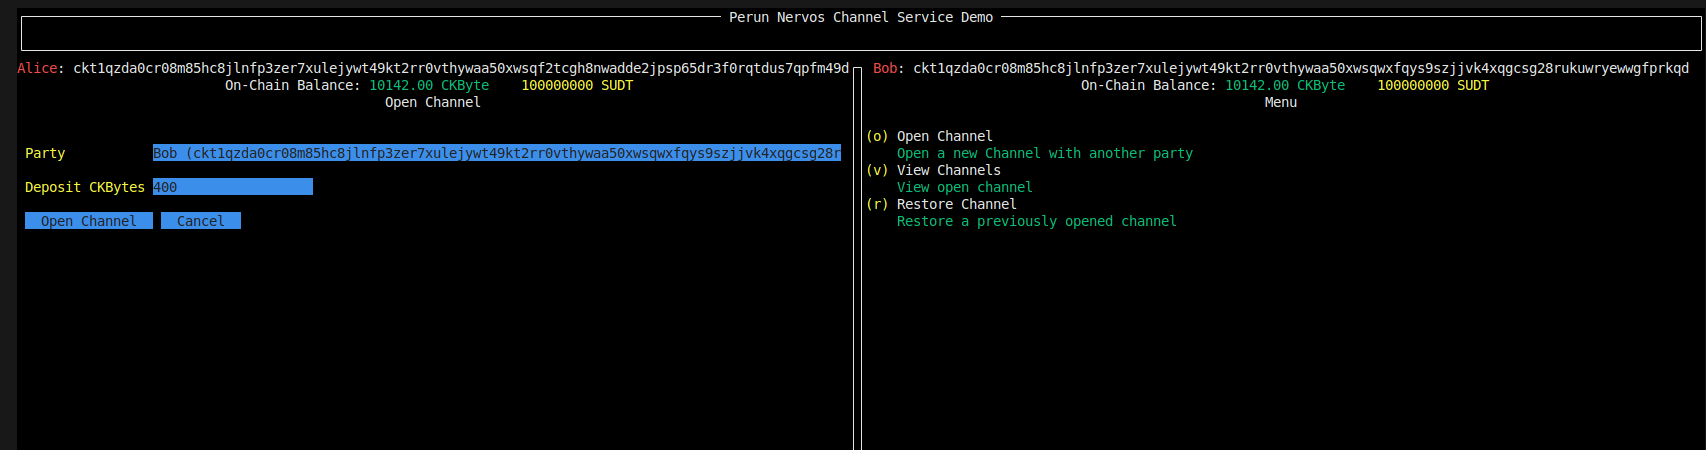 Perun Nervos Channel Service Demo
Alice: ckt1qzda0cr08m85hc8jlnfp3zer7xulejywt49kt2rr0vthywaa50xwsqf2tcgh8nwadde2jpsp65dr3f0rqtdus7qpfm49d
On-Chain Balance: 10142.00 CKByte 100000000 SUDT
Open Channel
Party Bob (ckt1qzda0cr08m85hc8jlnfp3zer7xulejywt49kt2rr0vthywaa50xwsqwxfqys9szjjvk4xqgcsg28r
Deposit CKBytes 400
Open Channel Cancel
Bob: ckt1qzda0cr08m85hc8jlnfp3zer7xulejywt49kt2rr0vthywaa50xwsqwxfqys9szjjvk4xqgcsg28rukuwryewwgfprkqd
On-Chain Balance: 10142.00 CKByte 100000000 SUDT
Menu
(o) Open Channel
Open a new Channel with another party
(v) View Channels
View open channel
(r) Restore Channel
Restore a previously opened channel